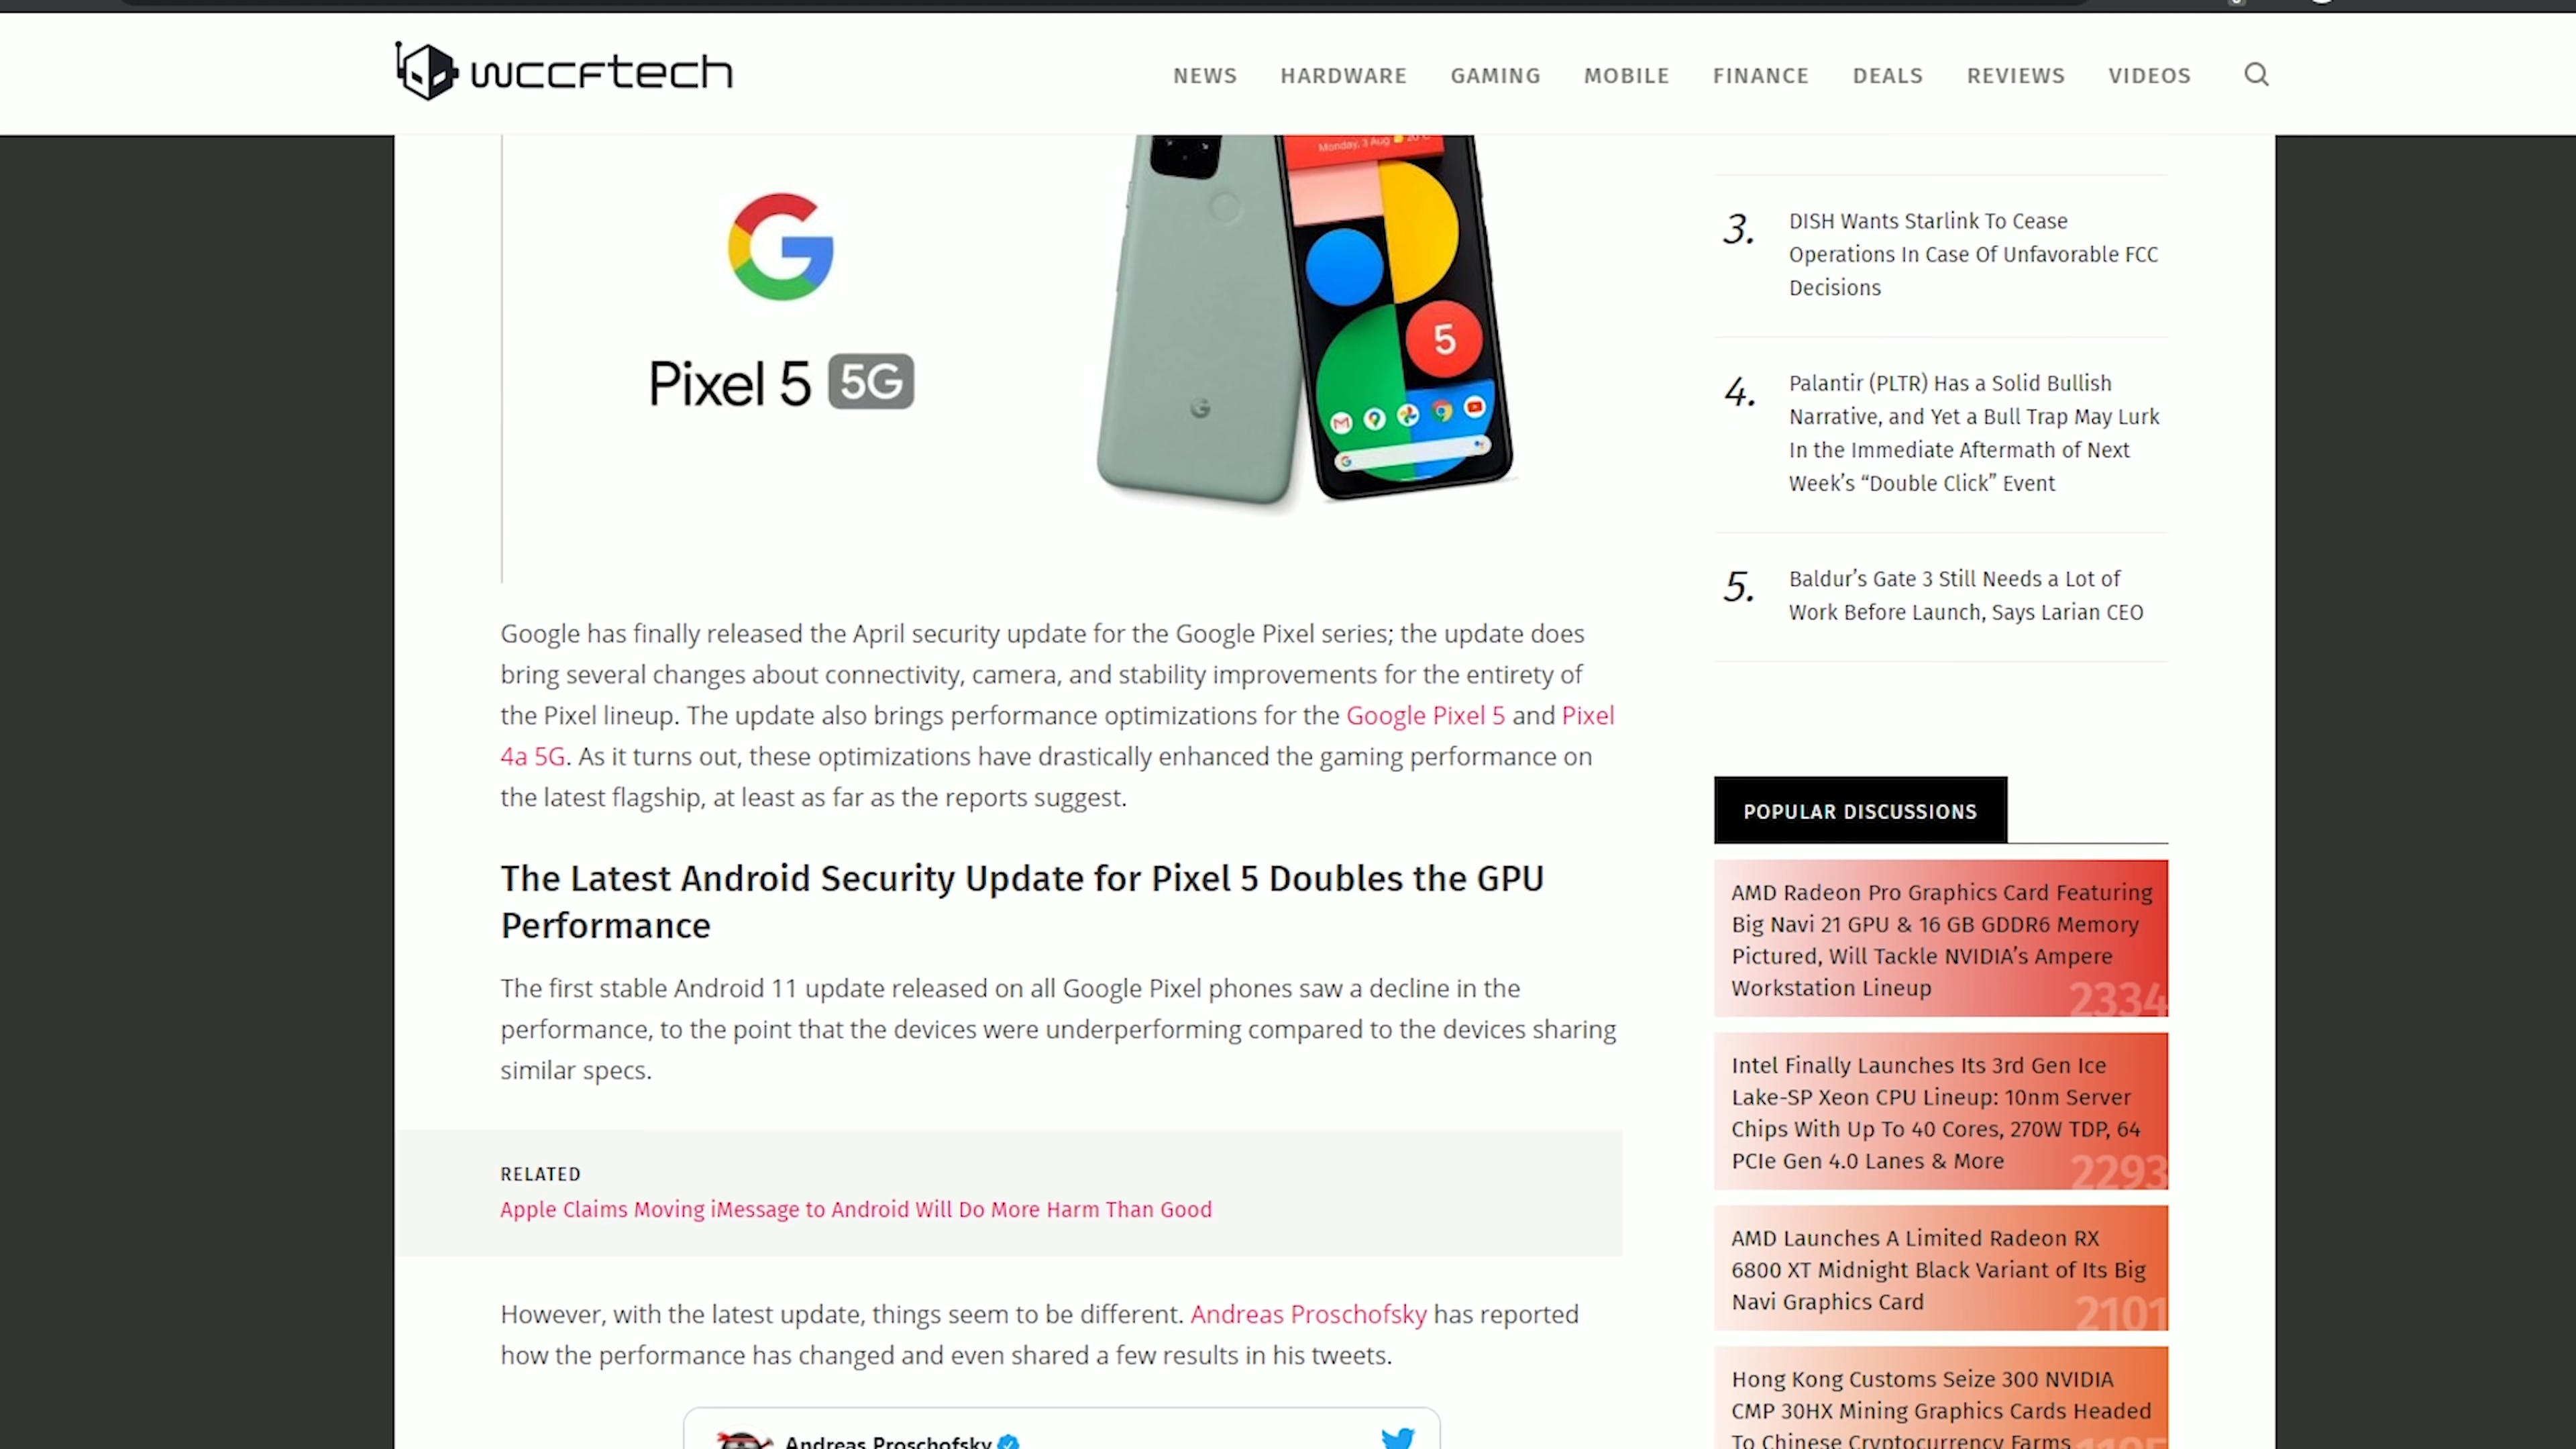 wccftech
NEWS HARDWARE GAMING MOBILE FINANCE DEALS REVIEWS VIDEOS
Monday, 3 Aug
Pixel 5 5G
5
Google has finally released the April security update for the Google Pixel series; the update does
bring several changes about connectivity, camera, and stability improvements for the entirety of
the Pixel lineup. The update also brings performance optimizations for the Google Pixel 5 and Pixel
4a 5G. As it turns out, these optimizations have drastically enhanced the gaming performance on
the latest flagship, at least as far as the reports suggest.
The Latest Android Security Update for Pixel 5 Doubles the GPU
Performance
The first stable Android 11 update released on all Google Pixel phones saw a decline in the
performance, to the point that the devices were underperforming compared to the devices sharing
similar specs.
RELATED
Apple Claims Moving iMessage to Android Will Do More Harm Than Good
However, with the latest update, things seem to be different. Andreas Proschofsky has reported
how the performance has changed and even shared a few results in his tweets.
Andreas Proschofsky
3. DISH Wants Starlink To Cease
Operations In Case Of Unfavorable FCC
Decisions
4. Palantir (PLTR) Has a Solid Bullish
Narrative, and Yet a Bull Trap May Lurk
In the Immediate Aftermath of Next
Week’s “Double Click” Event
5. Baldur’s Gate 3 Still Needs a Lot of
Work Before Launch, Says Larian CEO
POPULAR DISCUSSIONS
AMD Radeon Pro Graphics Card Featuring
Big Navi 21 GPU & 16 GB GDDR6 Memory
Pictured, Will Tackle NVIDIA’s Ampere
Workstation Lineup
2334
Intel Finally Launches Its 3rd Gen Ice
Lake-SP Xeon CPU Lineup: 10nm Server
Chips With Up To 40 Cores, 270W TDP, 64
PCIe Gen 4.0 Lanes & More
2293
AMD Launches A Limited Radeon RX
6800 XT Midnight Black Variant of Its Big
Navi Graphics Card
2101
Hong Kong Customs Seize 300 NVIDIA
CMP 30HX Mining Graphics Cards Headed
To Chinese Cryptocurrency Farms